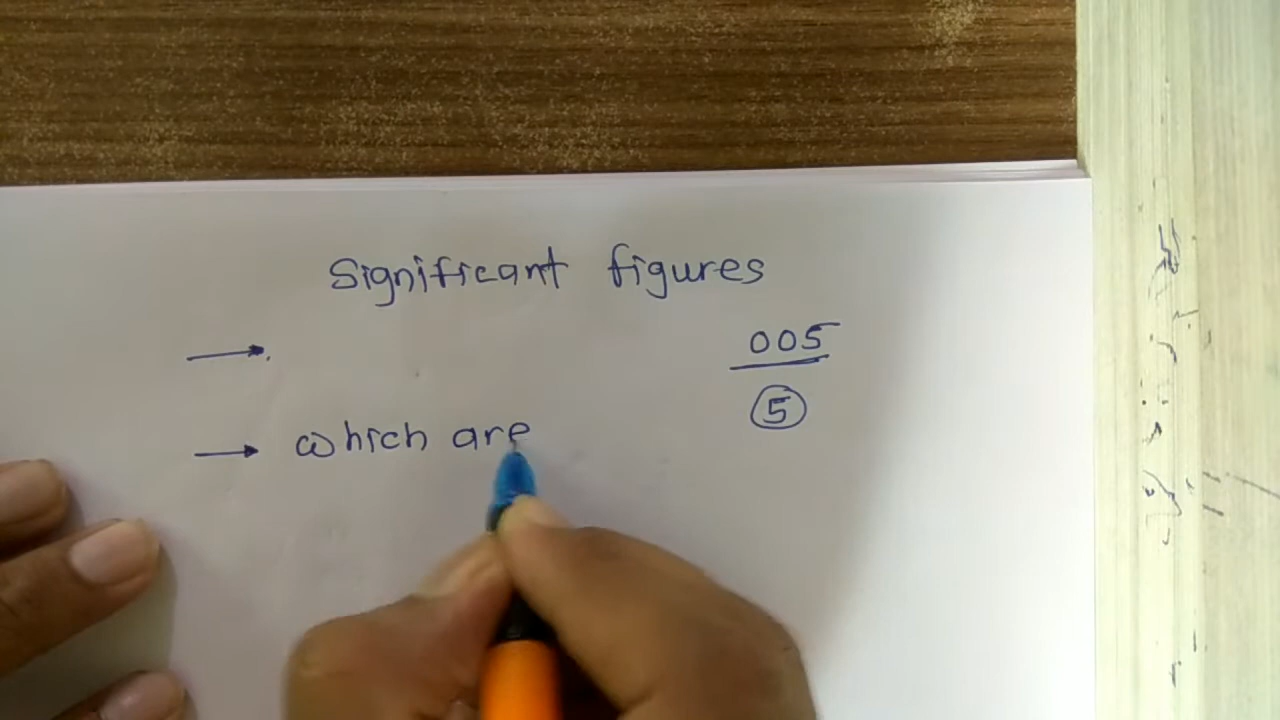 Significant figures
→
005
5
→ which are